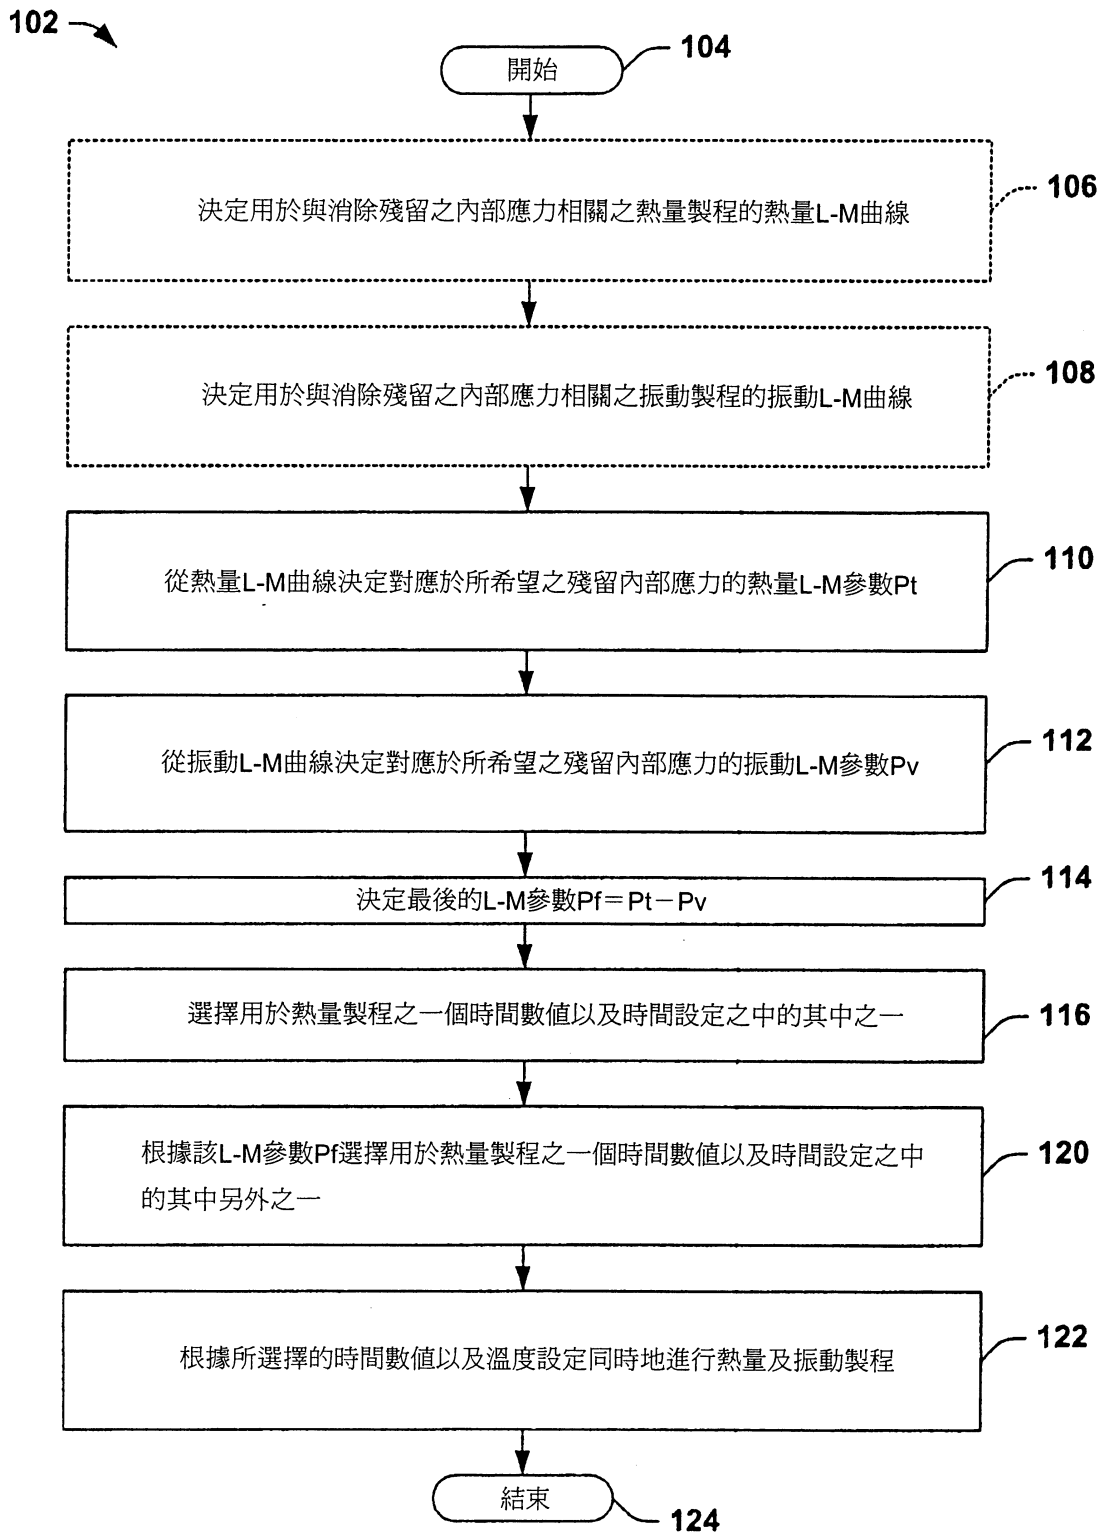 102
開始
104
決定用於與消除殘留之內部應力相關之熱量製程的熱量L-M曲線
106
決定用於與消除殘留之內部應力相關之振動製程的振動L-M曲線
108
從熱量L-M曲線決定對應於所希望之殘留內部應力的熱量L-M參數Pt
110
從振動L-M曲線決定對應於所希望之殘留內部應力的振動L-M參數Pv
112
決定最後的L-M參數Pf＝Pt－Pv
114
選擇用於熱量製程之一個時間數值以及時間設定之中的其中之一
116
根據該L-M參數Pf選擇用於熱量製程之一個時間數值以及時間設定之中
的其中另外之一
120
根據所選擇的時間數值以及溫度設定同時地進行熱量及振動製程
122
結束
124